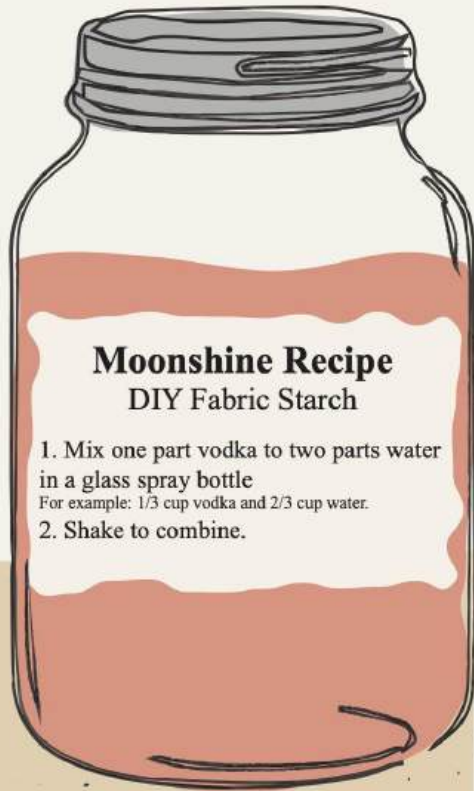 Moonshine Recipe
DIY Fabric Starch
1. Mix one part vodka to two parts water
in a glass spray bottle
For example: 1/3 cup vodka and 2/3 cup water.
2. Shake to combine.